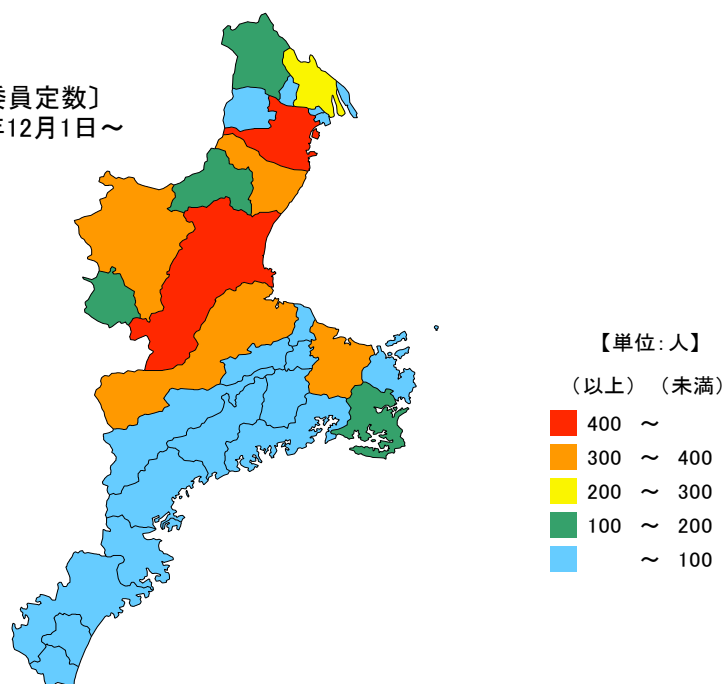 委員定数〕
年12月1日～
【単位：人】
（以上）　（未満）
400　～
300　～　400
200　～　300
100　～　200
～　100